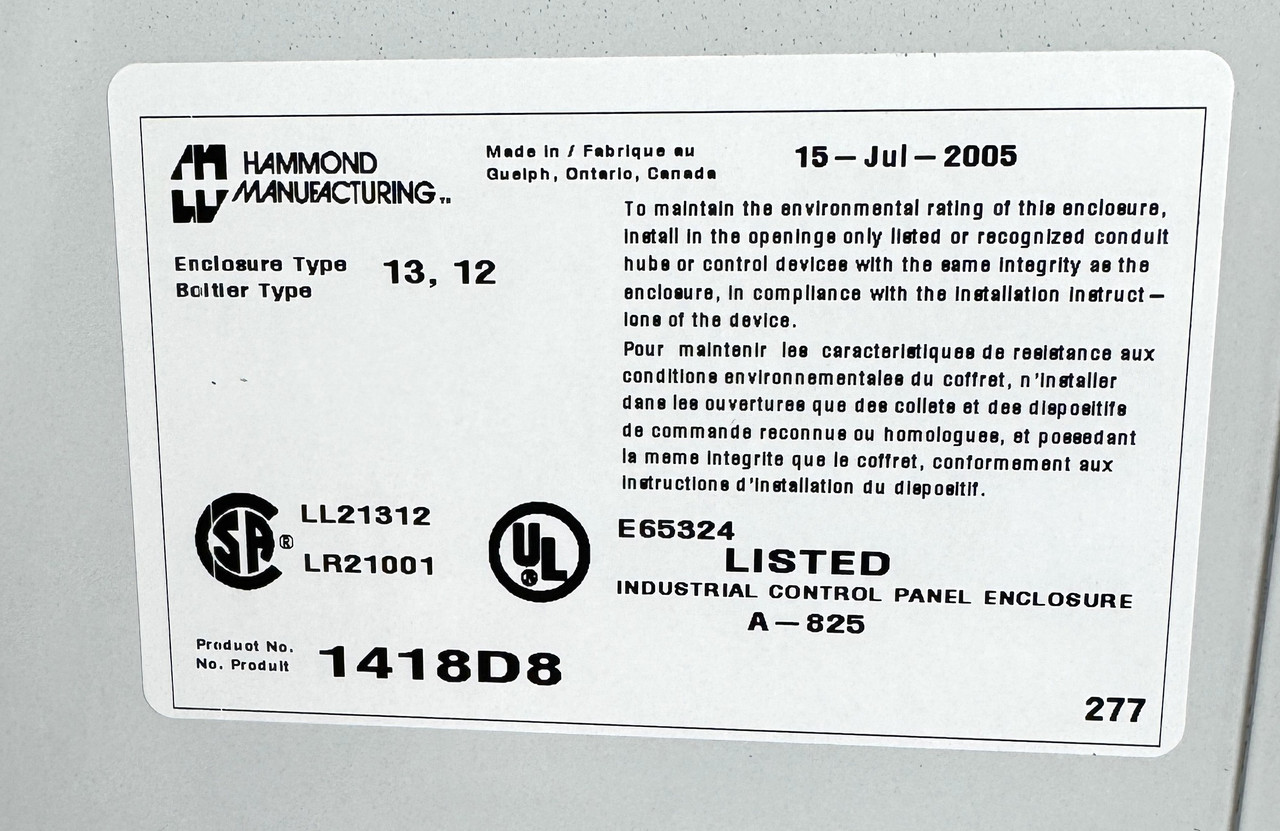 HAMMOND
MANUFACTURING™
Made in / Fabrique au
Guelph, Ontario, Canada
15-Jul-2005
Enclosure Type
Boitier Type
13, 12
To maintain the environmental rating of this enclosure,
install in the openings only listed or recognized conduit
hubs or control devices with the same integrity as the
enclosure, in compliance with the installation instruct-
ions of the device.
Pour maintenir les caracteristiques de resistance aux
conditions environnementales du coffret, n'installer
dans les ouvertures que des collets et des dispositifs
de commande reconnus ou homologues, et possedant
la meme integrite que le coffret, conformement aux
instructions d'installation du dispositif.
SA®
LL21312
LR21001
UL®
E65324
LISTED
INDUSTRIAL CONTROL PANEL ENCLOSURE
A-825
Product No.
No. Produit
1418D8
277